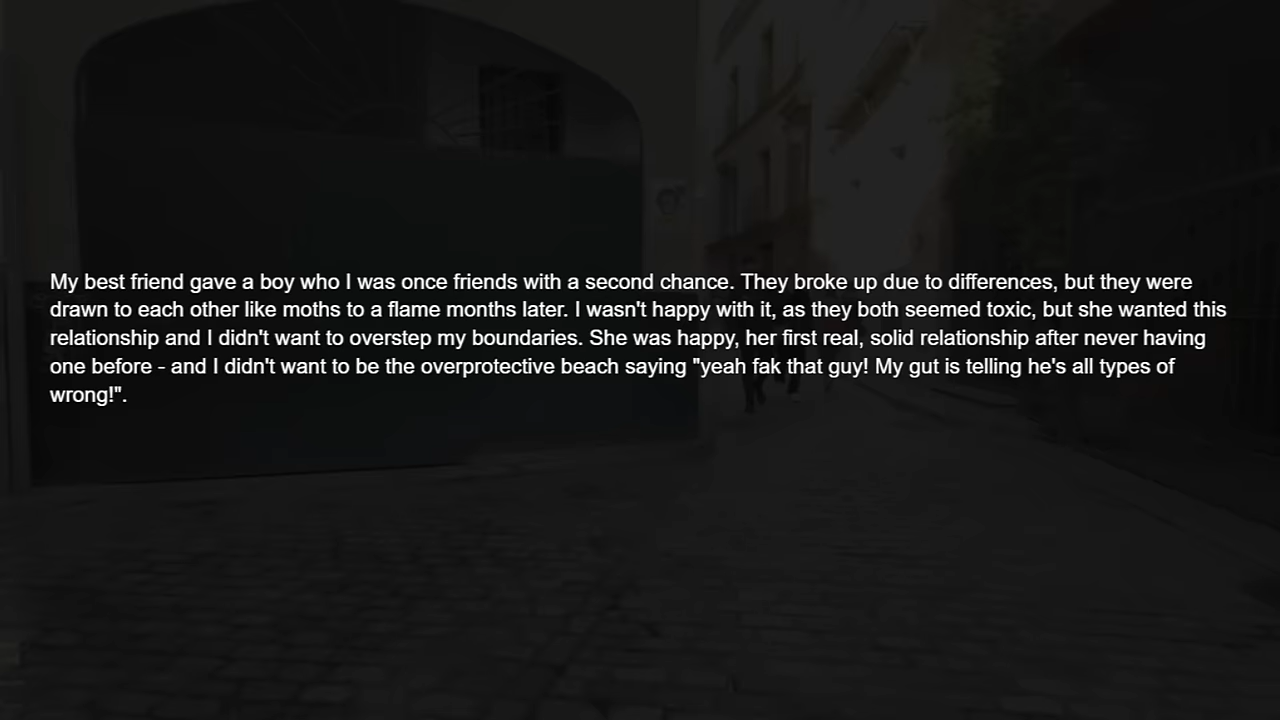 My best friend gave a boy who I was once friends with a second chance. They broke up due to differences, but they were
drawn to each other like moths to a flame months later. I wasn't happy with it, as they both seemed toxic, but she wanted this
relationship and I didn't want to overstep my boundaries. She was happy, her first real, solid relationship after never having
one before - and I didn't want to be the overprotective beach saying "yeah fak that guy! My gut is telling he's all types of
wrong!".